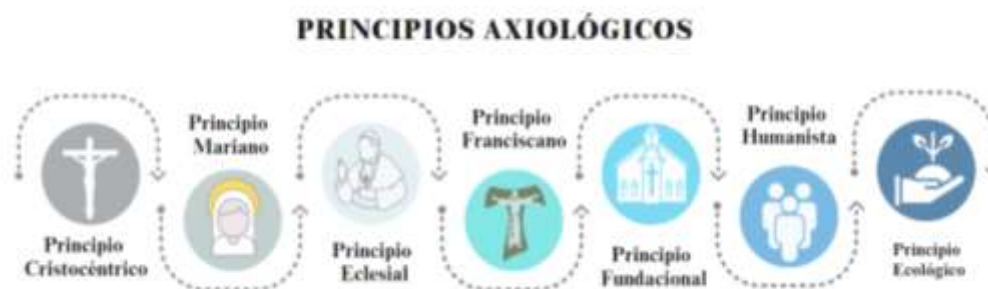 PRINCIPIOS AXIOLÓGICOS
Principio
Cristocéntrico
Principio
Mariano
Principio
Eclesial
Principio
Franciscano
Principio
Fundacional
Principio
Humanista
Principio
Ecológico